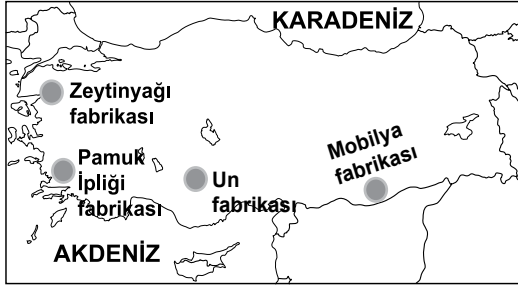 KARADENİZ
Zeytinyağı
fabrikası
Mobilya
fabrikası
Pamuk
İpliği
fabrikası
Un
fabrikası
AKDENİZ